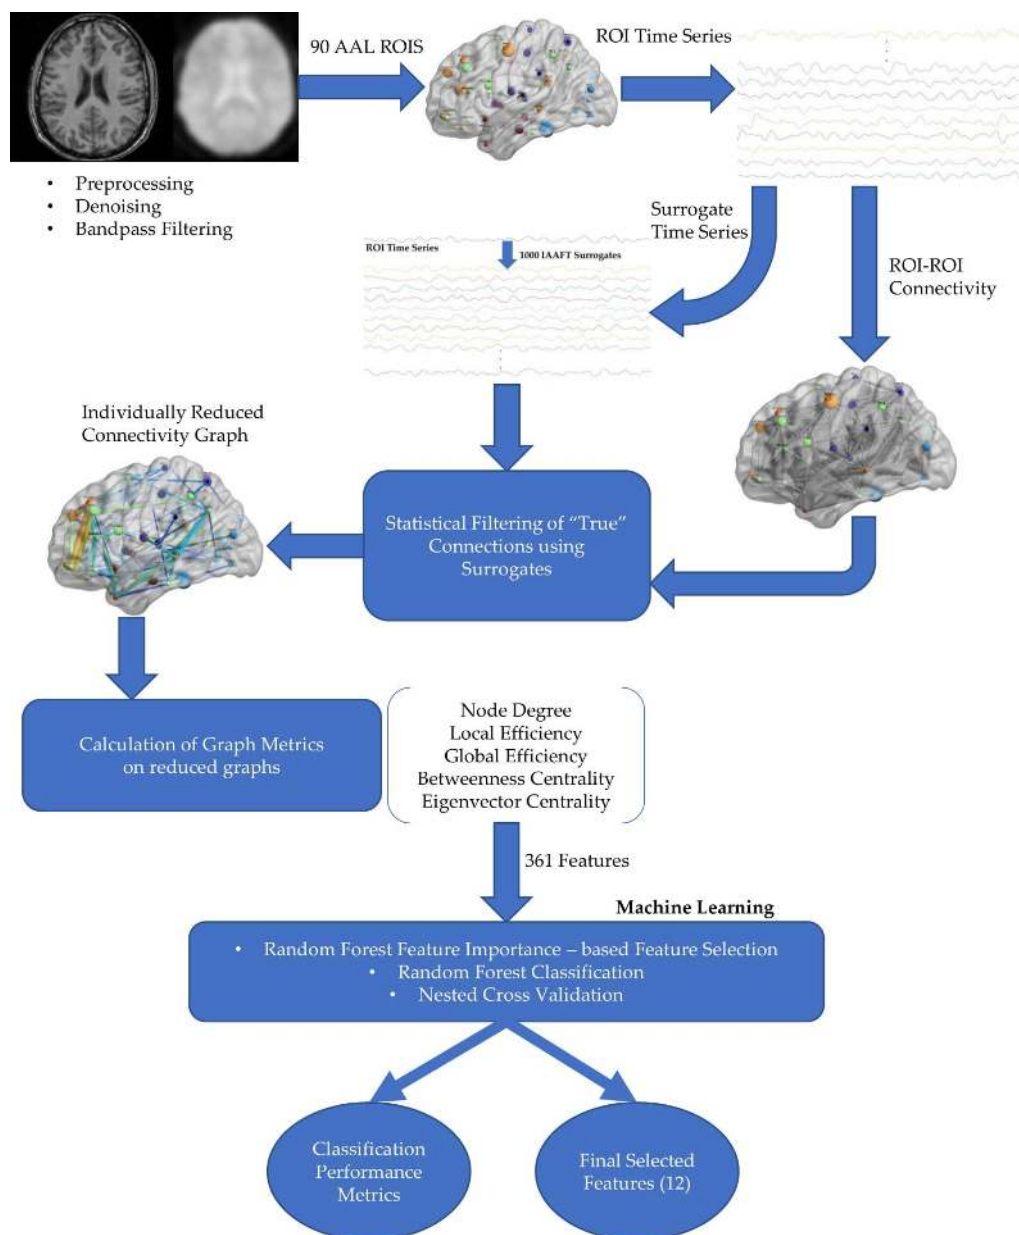 90 AAL ROIS
ROI Time Series
• Preprocessing
• Denoising
• Bandpass Filtering
Surrogate
Time Series
ROI Time Series
1000 IAAFT Surrogates
ROI-ROI
Connectivity
Individually Reduced
Connectivity Graph
Statistical Filtering of “True”
Connections using
Surrogates
Calculation of Graph Metrics
on reduced graphs
Node Degree
Local Efficiency
Global Efficiency
Betweenness Centrality
Eigenvector Centrality
361 Features
Machine Learning
• Random Forest Feature Importance – based Feature Selection
• Random Forest Classification
• Nested Cross Validation
Classification
Performance
Metrics
Final Selected
Features (12)